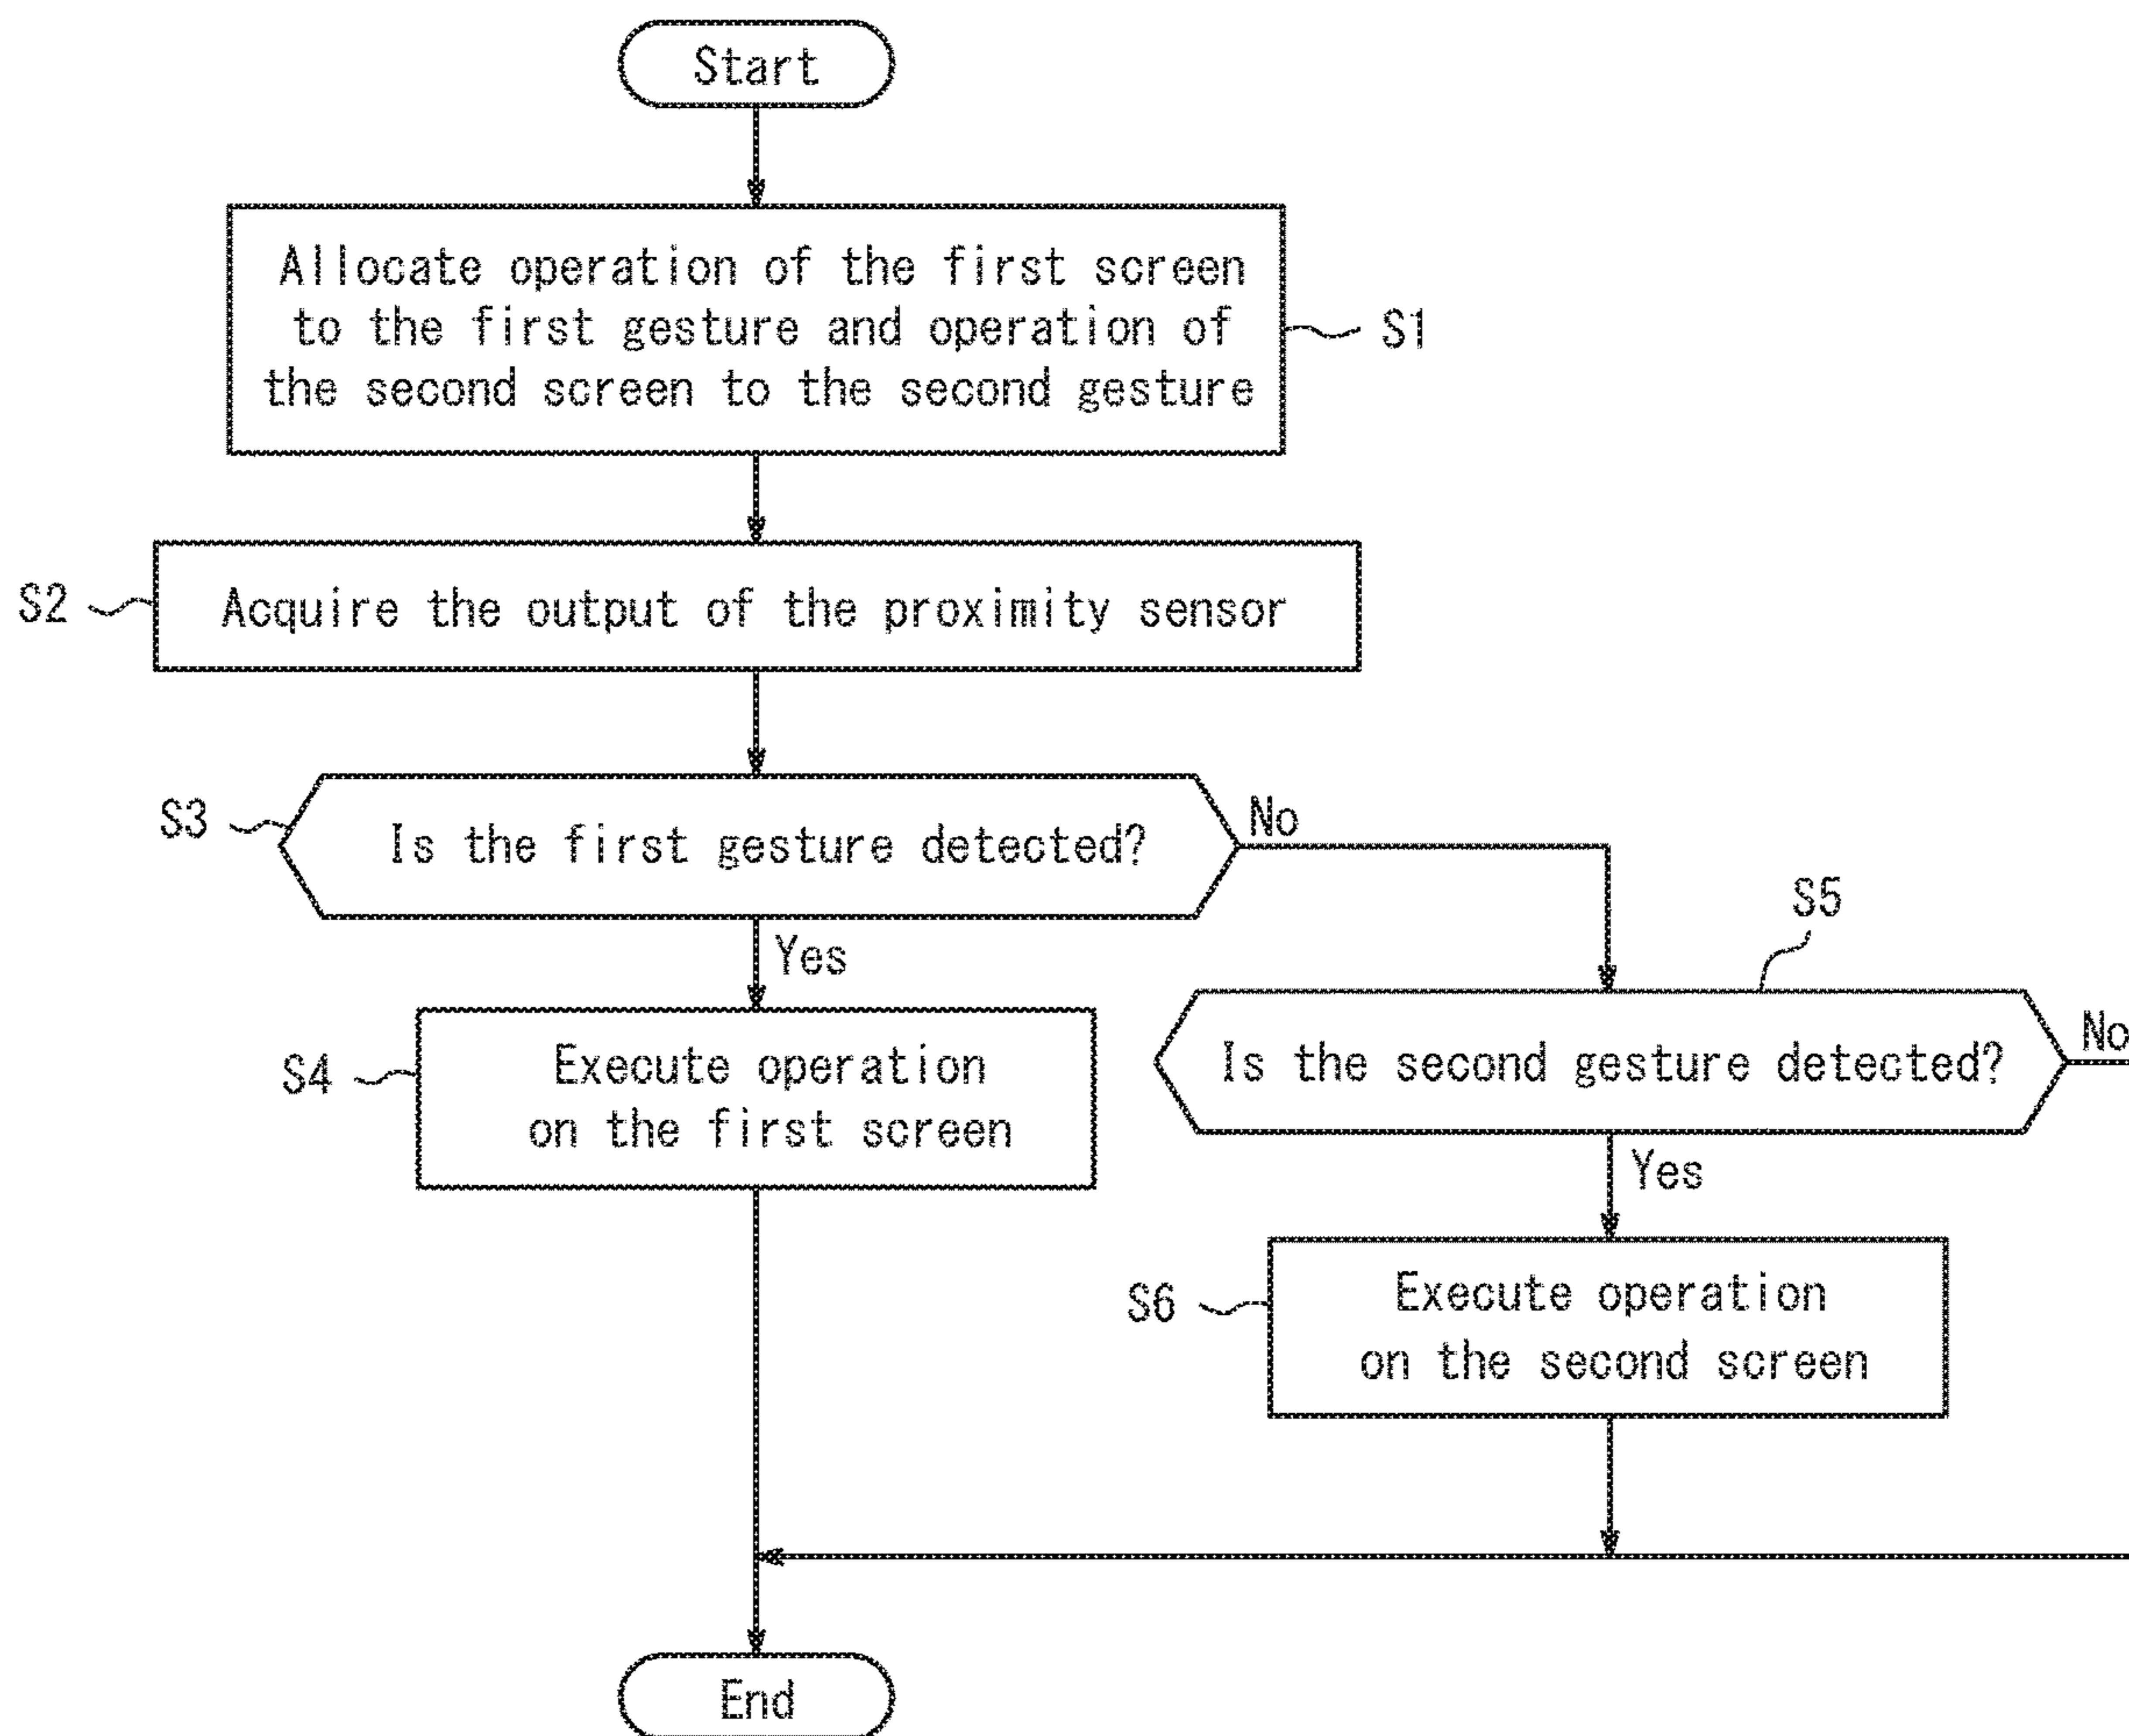 Start
Allocate operation of the first screen
to the first gesture and operation of
the second screen to the second gesture
S1
S2
Acquire the output of the proximity sensor
S3
Is the first gesture detected?
No
Yes
S5
S4
Execute operation
on the first screen
Is the second gesture detected?
No
Yes
S6
Execute operation
on the second screen
End